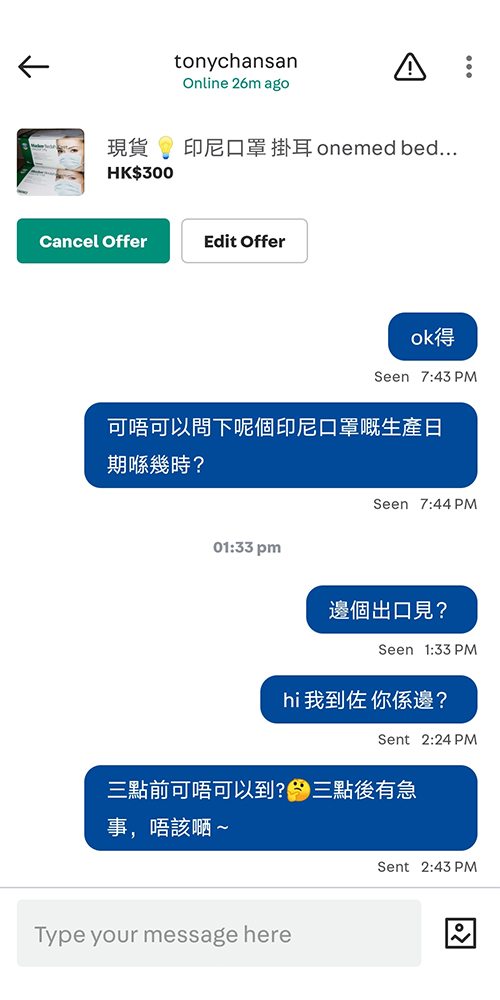 tonychansan
Online 26m ago
現貨 💡 印尼口罩 掛耳 onemed bed...
HK$300
Cancel Offer
Edit Offer
ok得
Seen 7:43 PM
可唔可以問下呢個印尼口罩嘅生產日
期喺幾時?
Seen 7:44 PM
01:33 pm
邊個出口見?
Seen 1:33 PM
hi 我到佐 你係邊?
Sent 2:24 PM
三點前可唔可以到?🤔三點後有急
事，唔該晒 ~
Sent 2:43 PM
Type your message here